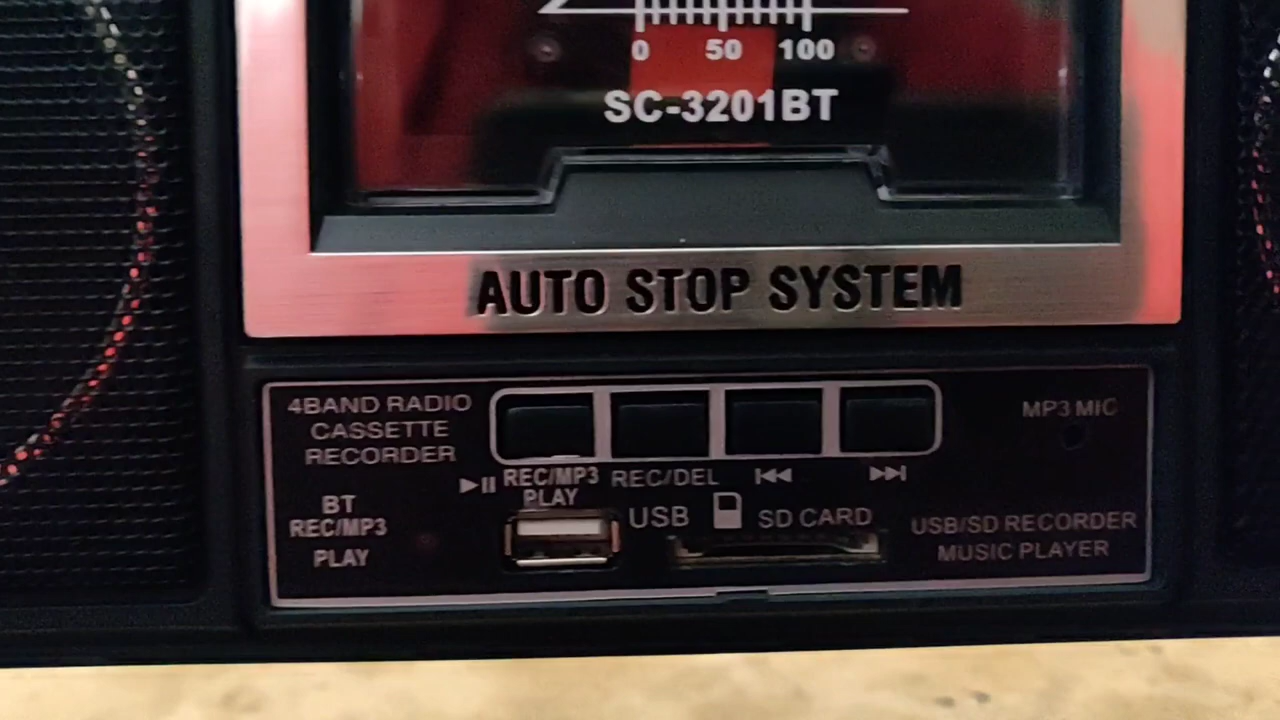 0 50 100
SC-3201BT
AUTO STOP SYSTEM
4BAND RADIO
CASSETTE
RECORDER
BT
REC/MP3
PLAY
REC/MP3
PLAY
REC/DEL
USB
SD CARD
MP3 MIC
USB/SD RECORDER
MUSIC PLAYER